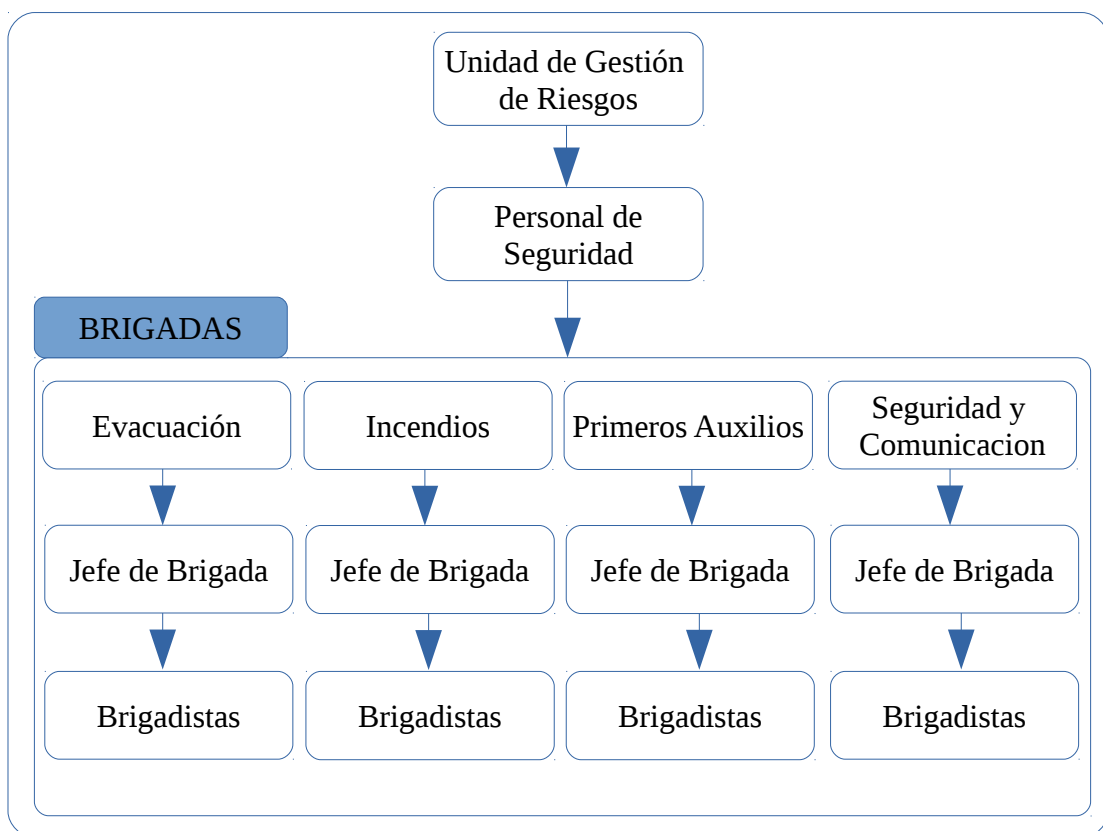 Unidad de Gestión
de Riesgos
Personal de
Seguridad
BRIGADAS
Evacuación
Incendios
Primeros Auxilios
Seguridad y
Comunicacion
Jefe de Brigada
Jefe de Brigada
Jefe de Brigada
Jefe de Brigada
Brigadistas
Brigadistas
Brigadistas
Brigadistas